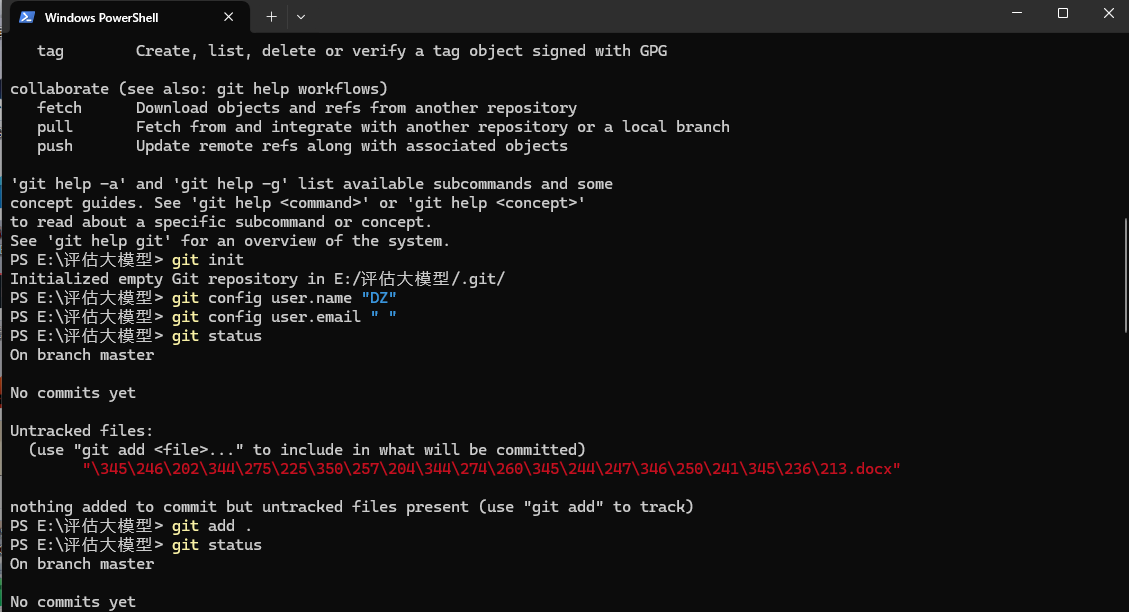 Windows PowerShell
tag        Create, list, delete or verify a tag object signed with GPG
collaborate (see also: git help workflows)
fetch      Download objects and refs from another repository
pull       Fetch from and integrate with another repository or a local branch
push       Update remote refs along with associated objects
'git help -a' and 'git help -g' list available subcommands and some
concept guides. See 'git help <command>' or 'git help <concept>'
to read about a specific subcommand or concept.
See 'git help git' for an overview of the system.
PS E:\评估大模型> git init
Initialized empty Git repository in E:/评估大模型/.git/
PS E:\评估大模型> git config user.name "DZ"
PS E:\评估大模型> git config user.email " "
PS E:\评估大模型> git status
On branch master
No commits yet
Untracked files:
(use "git add <file>..." to include in what will be committed)
"\345\246\202\344\275\225\350\257\204\344\274\260\345\244\247\346\250\241\345\236\213.docx"
nothing added to commit but untracked files present (use "git add" to track)
PS E:\评估大模型> git add .
PS E:\评估大模型> git status
On branch master
No commits yet